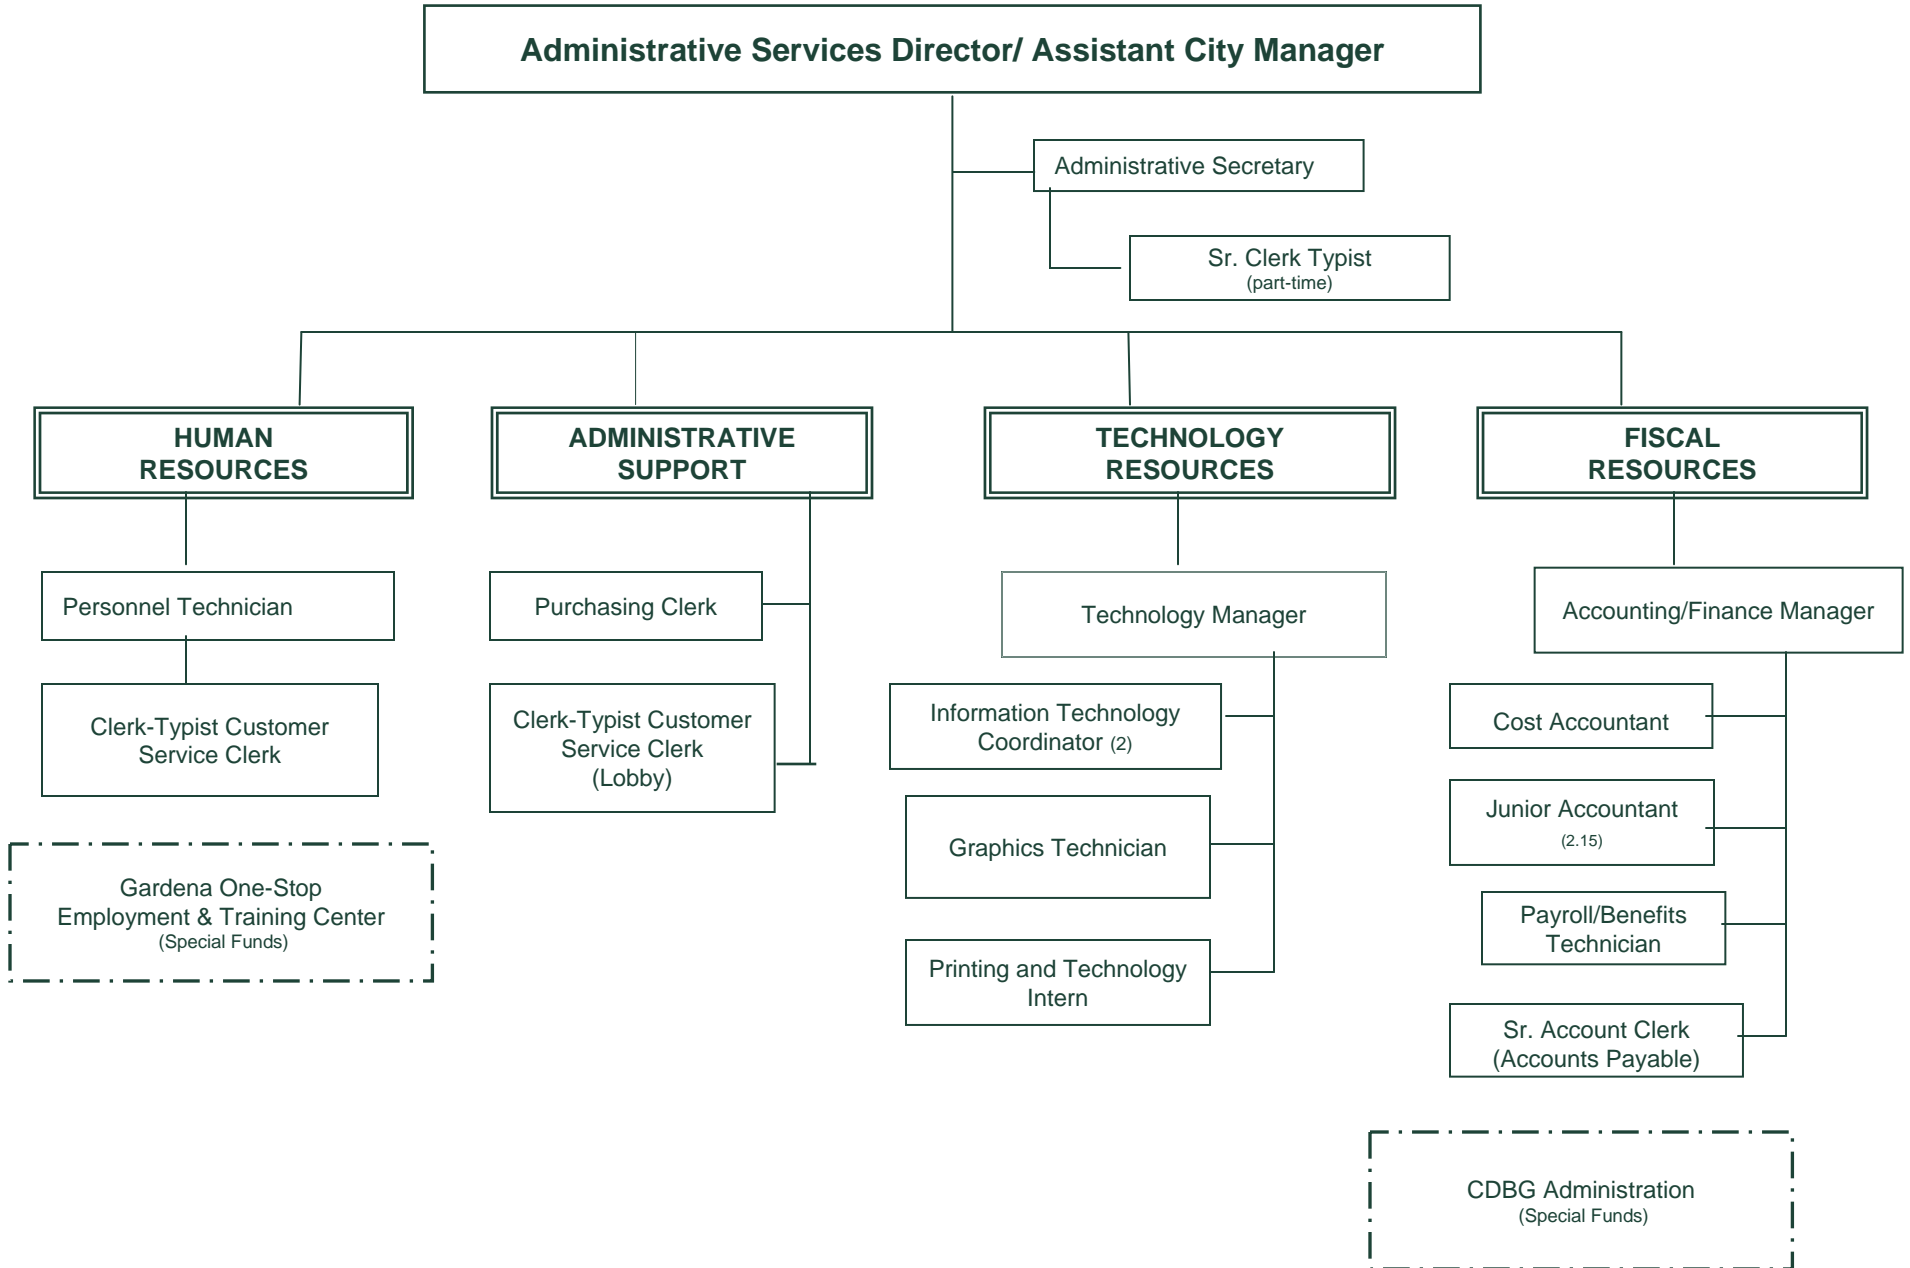 Administrative Services Director/ Assistant City Manager
Administrative Secretary
Sr. Clerk Typist
(part-time)
HUMAN
RESOURCES
Personnel Technician
Clerk-Typist Customer
Service Clerk
Gardena One-Stop
Employment & Training Center
(Special Funds)
ADMINISTRATIVE
SUPPORT
Purchasing Clerk
Clerk-Typist Customer
Service Clerk
(Lobby)
TECHNOLOGY
RESOURCES
Technology Manager
Information Technology
Coordinator (2)
Graphics Technician
Printing and Technology
Intern
FISCAL
RESOURCES
Accounting/Finance Manager
Cost Accountant
Junior Accountant
(2.15)
Payroll/Benefits
Technician
Sr. Account Clerk
(Accounts Payable)
CDBG Administration
(Special Funds)